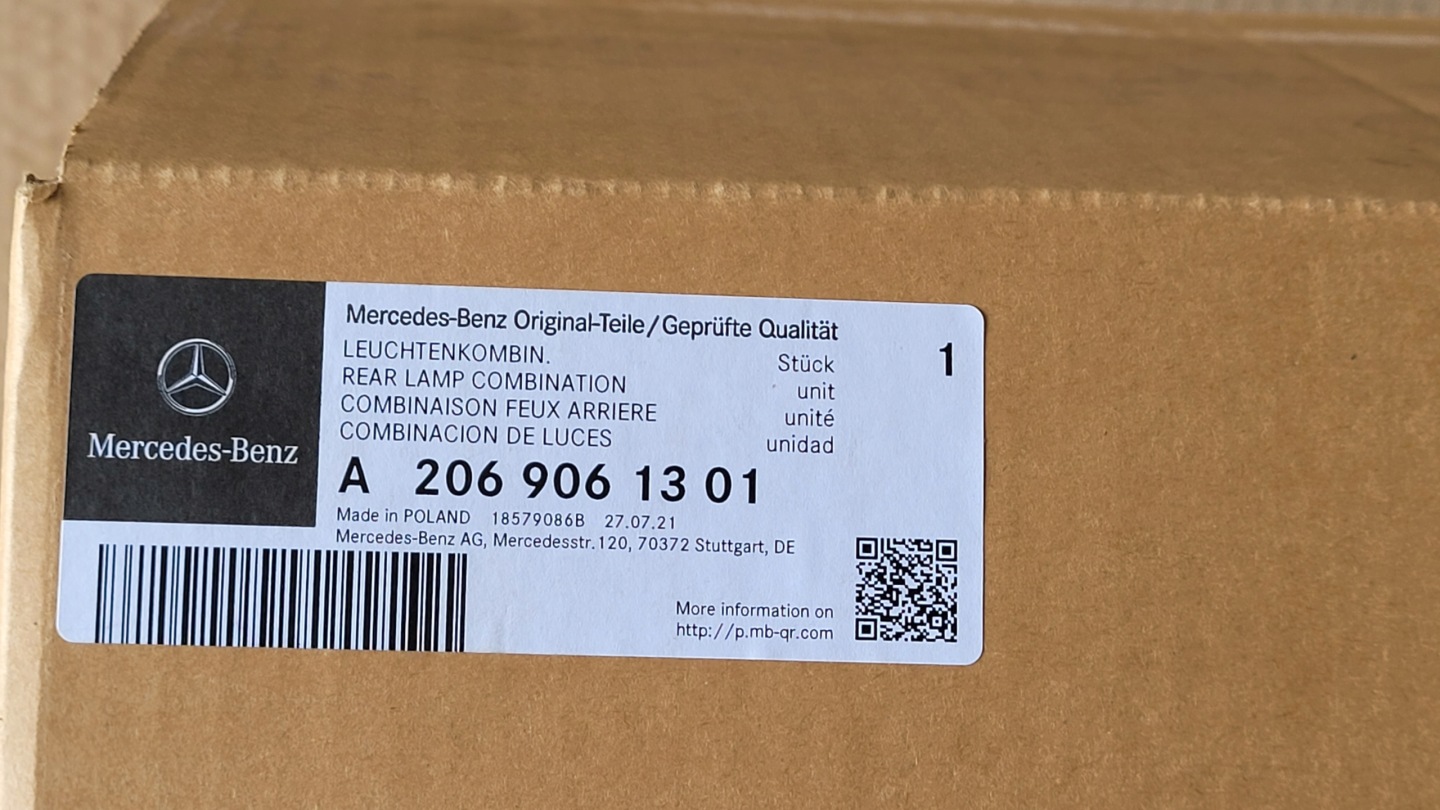 Mercedes-Benz
Mercedes-Benz Original-Teile/Geprüfte Qualität
LEUCHTENKOMBIN. Stück 1
REAR LAMP COMBINATION unit
COMBINAISON FEUX ARRIERE unité
COMBINACION DE LUCES unidad
A 206 906 13 01
Made in POLAND 18579086B 27.07.21
Mercedes-Benz AG, Mercedesstr.120, 70372 Stuttgart, DE
More information on
http://p.mb-qr.com